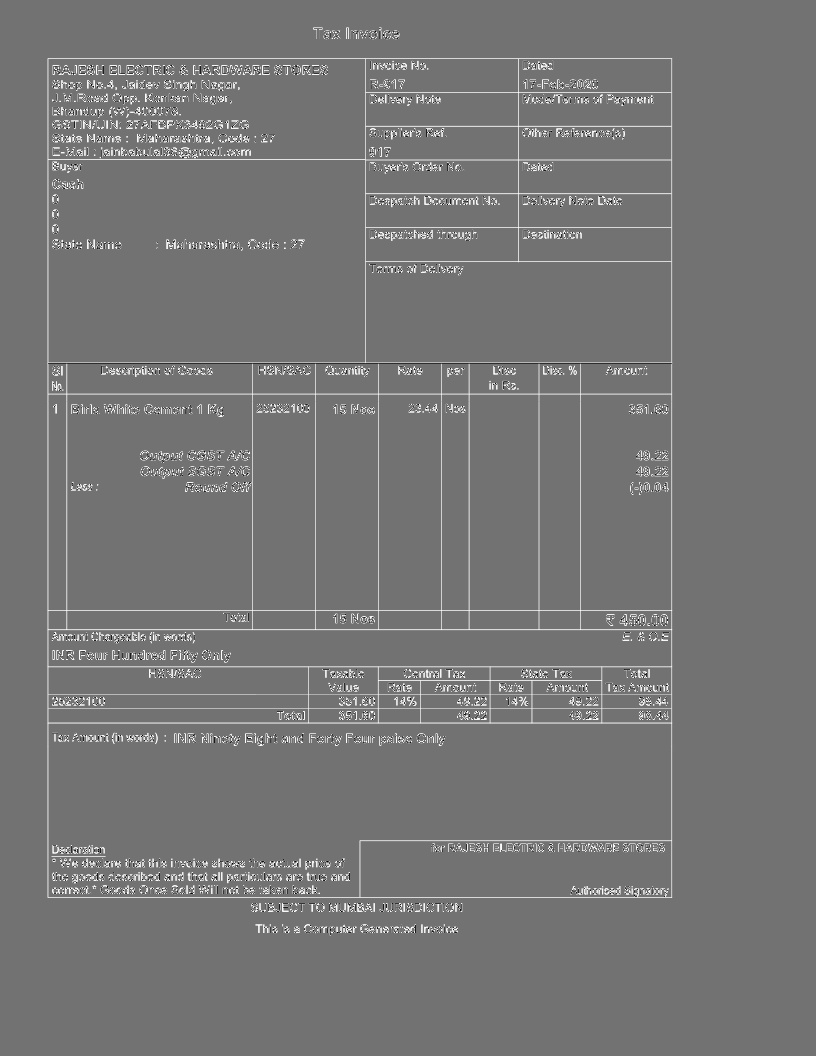 Tax Invoice
RAJESH ELECTRIC & HARDWARE STORES
Shop No.4, Jaidev Singh Nagar,
J.M.Road Opp. Konkan Nagar,
Bhandup (W)-400078.
GSTIN/UIN:
State Name : Maharashtra, Code : 27
E-Mail :
Invoice No.
R-917
Dated
17-Feb-2020
Delivery Note
Mode/Terms of Payment
Supplier's Ref.
917
Other Reference(s)
Buyer
Cash
0
0
0
State Name : Maharashtra, Code : 27
Buyer's Order No.
Dated
Despatch Document No.
Delivery Note Date
Despatched through
Destination
Terms of Delivery
Sl No. Description of Goods HSN/SAC Quantity Rate per Disc in Rs. Disc. % Amount
1 Birla White Cement 1 Kg 25232100 15 Nos 23.44 Nos 351.60
Output CGST A/C 49.22
Output SGST A/C 49.22
Less : Round Off (-)0.04
Total 15 Nos ₹ 450.00
Amount Chargeable (in words) E. & O.E
INR Four Hundred Fifty Only
HSN/SAC Taxable Value Central Tax State Tax Total Tax Amount
Rate Amount Rate Amount
25232100 351.60 14% 49.22 14% 49.22 98.44
Total 351.60 49.22 49.22 98.44
Tax Amount (in words) : INR Ninety Eight and Forty Four paise Only
Declaration
" We declare that this invoice shows the actual price of
the goods described and that all particulars are true and
correct." Goods Once Sold Will not be taken back.
for RAJESH ELECTRIC & HARDWARE STORES
Authorised Signatory
SUBJECT TO MUMBAI JURISDICTION
This is a Computer Generated Invoice